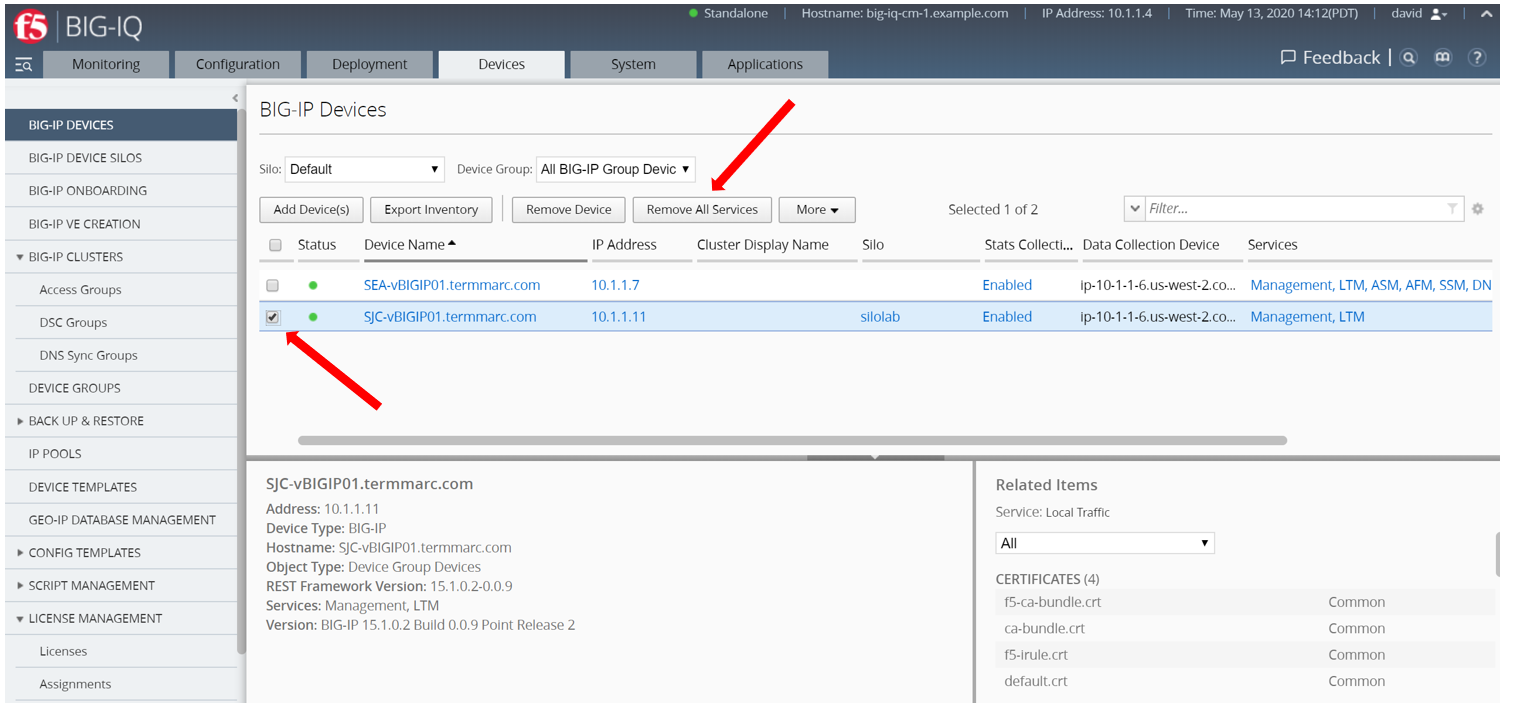 f5 BIG-IQ
Standalone | Hostname: big-iq-cm-1.example.com | IP Address: 10.1.1.4 | Time: May 13, 2020 14:12(PDT) | david
Monitoring Configuration Deployment Devices System Applications
Feedback | ?
BIG-IP DEVICES
BIG-IP DEVICE SILOS
BIG-IP ONBOARDING
BIG-IP VE CREATION
BIG-IP CLUSTERS
Access Groups
DSC Groups
DNS Sync Groups
DEVICE GROUPS
BACK UP & RESTORE
IP POOLS
DEVICE TEMPLATES
GEO-IP DATABASE MANAGEMENT
CONFIG TEMPLATES
SCRIPT MANAGEMENT
LICENSE MANAGEMENT
Licenses
Assignments
BIG-IP Devices
Silo: Default Device Group: All BIG-IP Group Devic
Add Device(s) Export Inventory Remove Device Remove All Services More Selected 1 of 2 Filter...
Status Device Name IP Address Cluster Display Name Silo Stats Collecti... Data Collection Device Services
SEA-vBIGIP01.termmarc.com 10.1.1.7 Enabled ip-10-1-1-6.us-west-2.co... Management, LTM, ASM, AFM, SSM, DN
SJC-vBIGIP01.termmarc.com 10.1.1.11 silolab Enabled ip-10-1-1-6.us-west-2.co... Management, LTM
SJC-vBIGIP01.termmarc.com
Address: 10.1.1.11
Device Type: BIG-IP
Hostname: SJC-vBIGIP01.termmarc.com
Object Type: Device Group Devices
REST Framework Version: 15.1.0.2-0.0.9
Services: Management, LTM
Version: BIG-IP 15.1.0.2 Build 0.0.9 Point Release 2
Related Items
Service: Local Traffic
All
CERTIFICATES (4)
f5-ca-bundle.crt Common
ca-bundle.crt Common
f5-irule.crt Common
default.crt Common